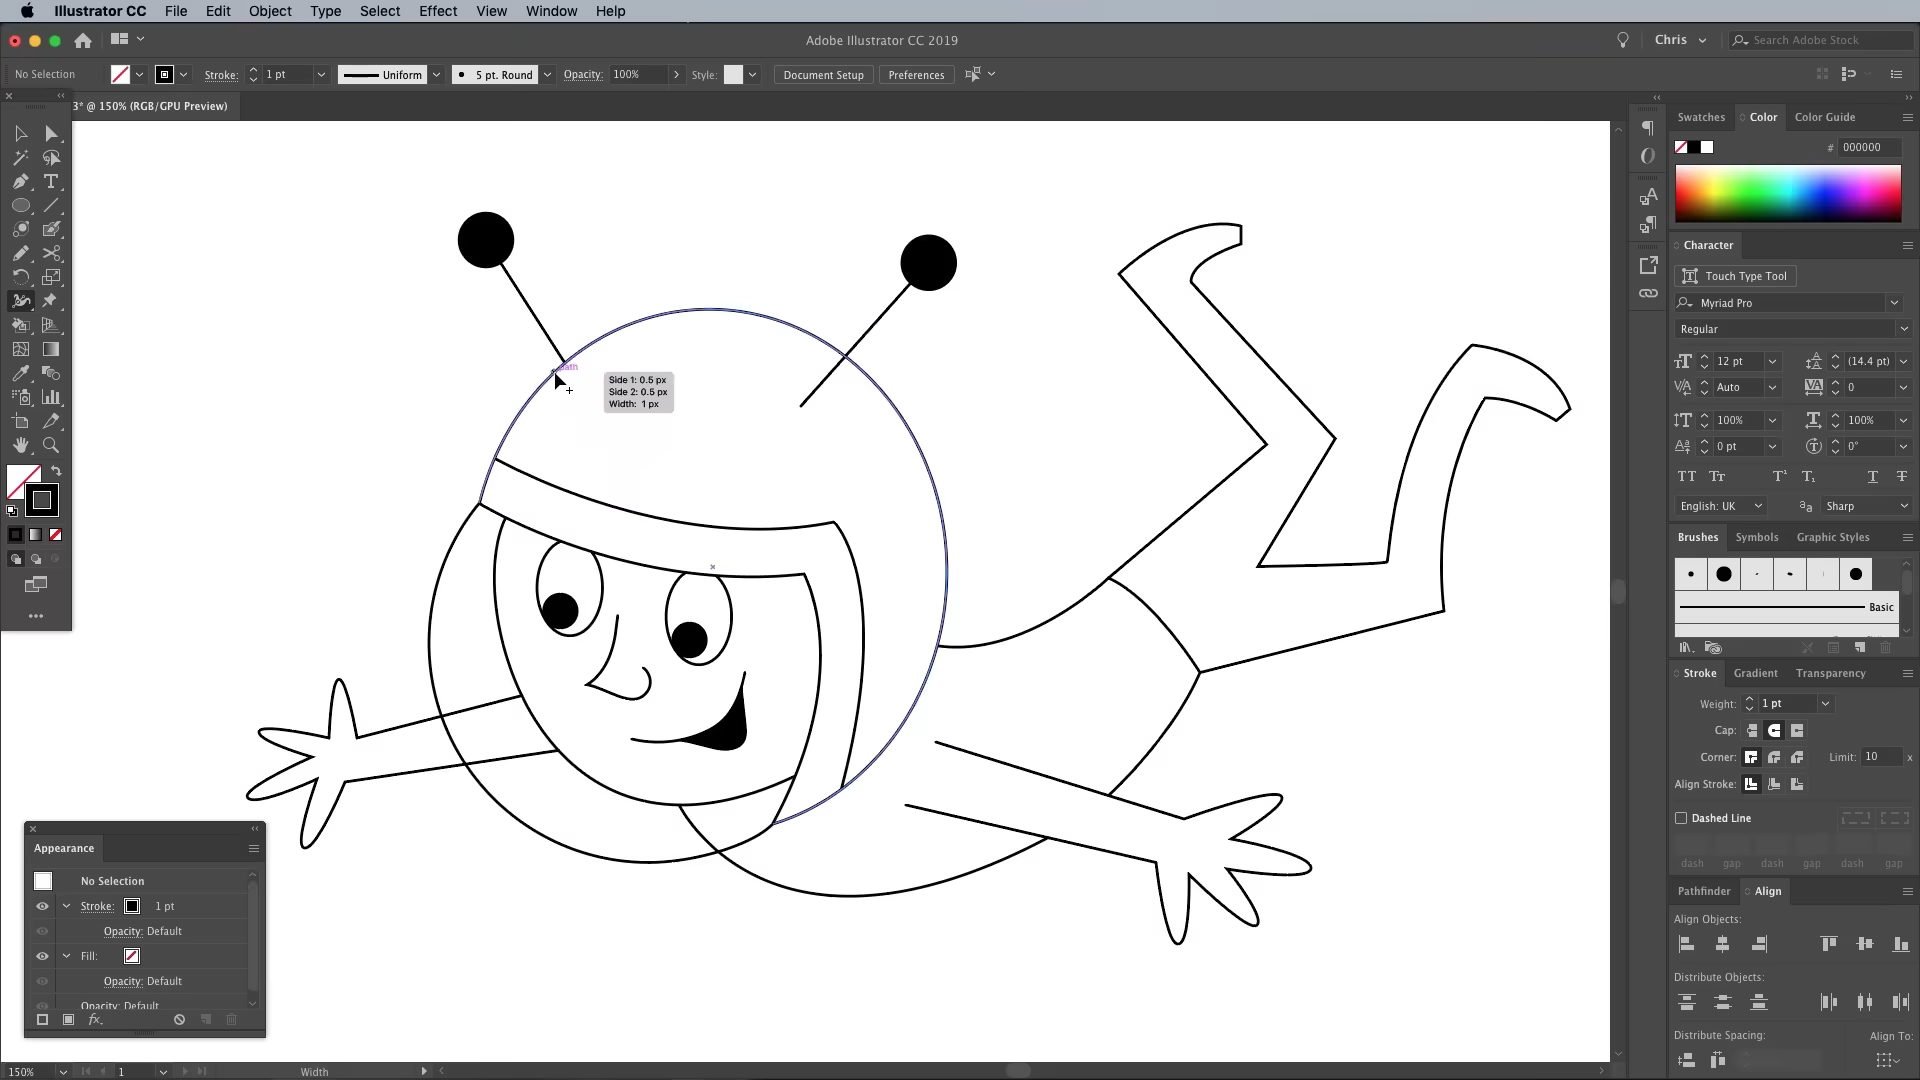 Illustrator CC File Edit Object Type Select Effect View Window Help
Adobe Illustrator CC 2019
Chris
Search Adobe Stock
No Selection
Stroke: 1 pt
Uniform
5 pt. Round
Opacity: 100%
Style:
Document Setup
Preferences
3* @ 150% (RGB/GPU Preview)
path
Side 1: 0.5 px
Side 2: 0.5 px
Width: 1 px
Swatches Color Color Guide
# 000000
Character
Touch Type Tool
Myriad Pro
Regular
12 pt (14.4 pt)
Auto 0
100% 100%
0 pt 0°
English: UK Sharp
Brushes Symbols Graphic Styles
Basic
Stroke Gradient Transparency
Weight: 1 pt
Cap:
Corner: Limit: 10 x
Align Stroke:
Dashed Line
dash gap dash gap dash gap
Pathfinder Align
Align Objects:
Distribute Objects:
Distribute Spacing: Align To:
Appearance
No Selection
Stroke: 1 pt
Opacity: Default
Fill:
Opacity: Default
Opacity: Default
fx
150% 1 Width